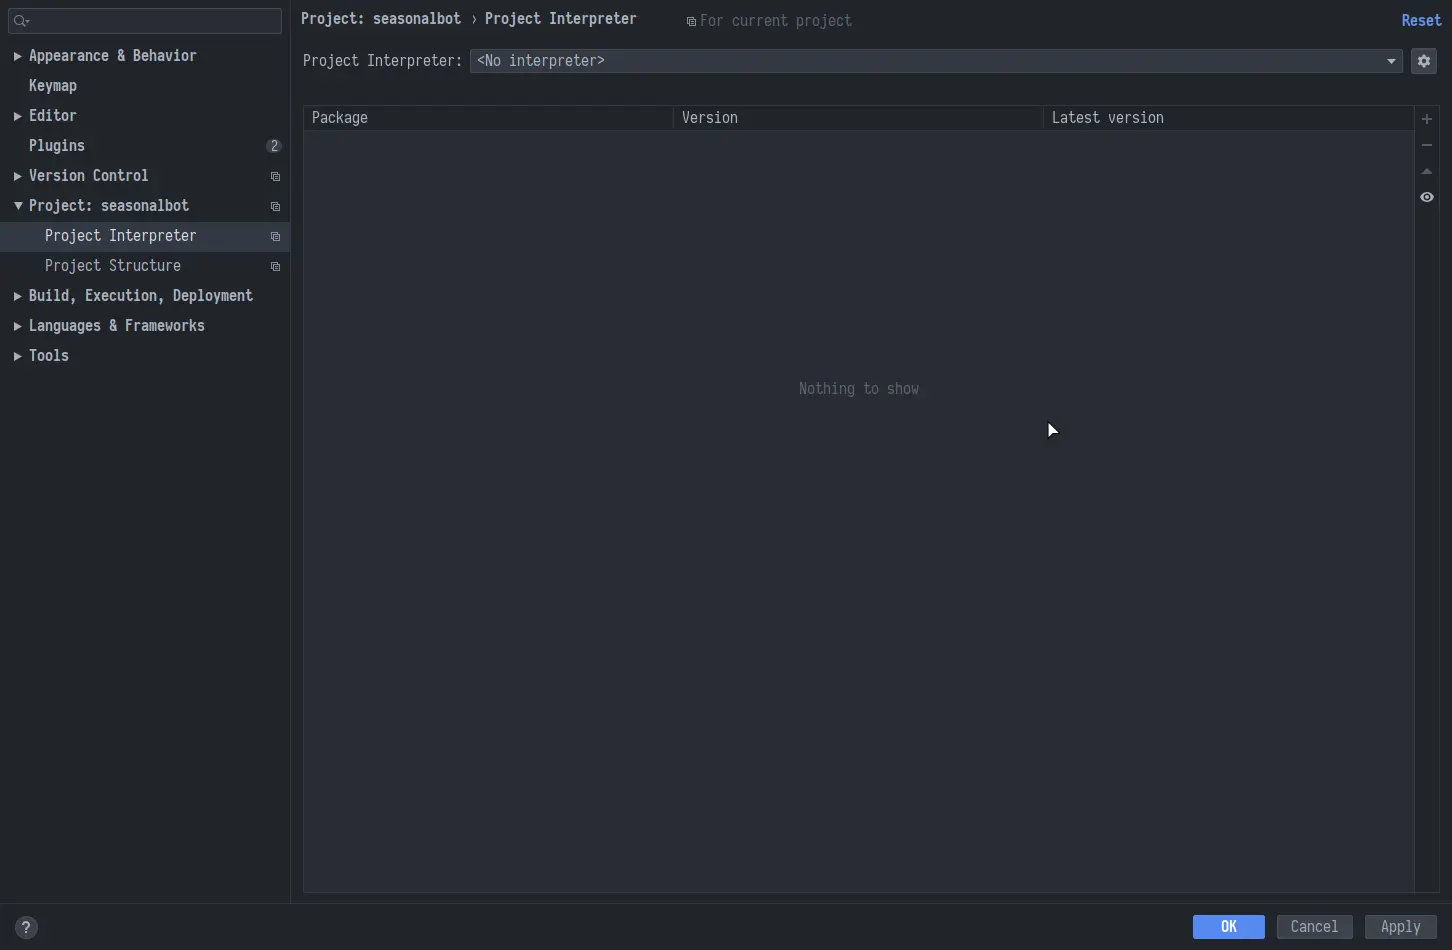 Appearance & Behavior
Keymap
Editor
Plugins 2
Version Control
Project: seasonalbot
Project Interpreter
Project Structure
Build, Execution, Deployment
Languages & Frameworks
Tools
Project: seasonalbot › Project Interpreter For current project Reset
Project Interpreter: <No interpreter>
Package Version Latest version
Nothing to show
? OK Cancel Apply